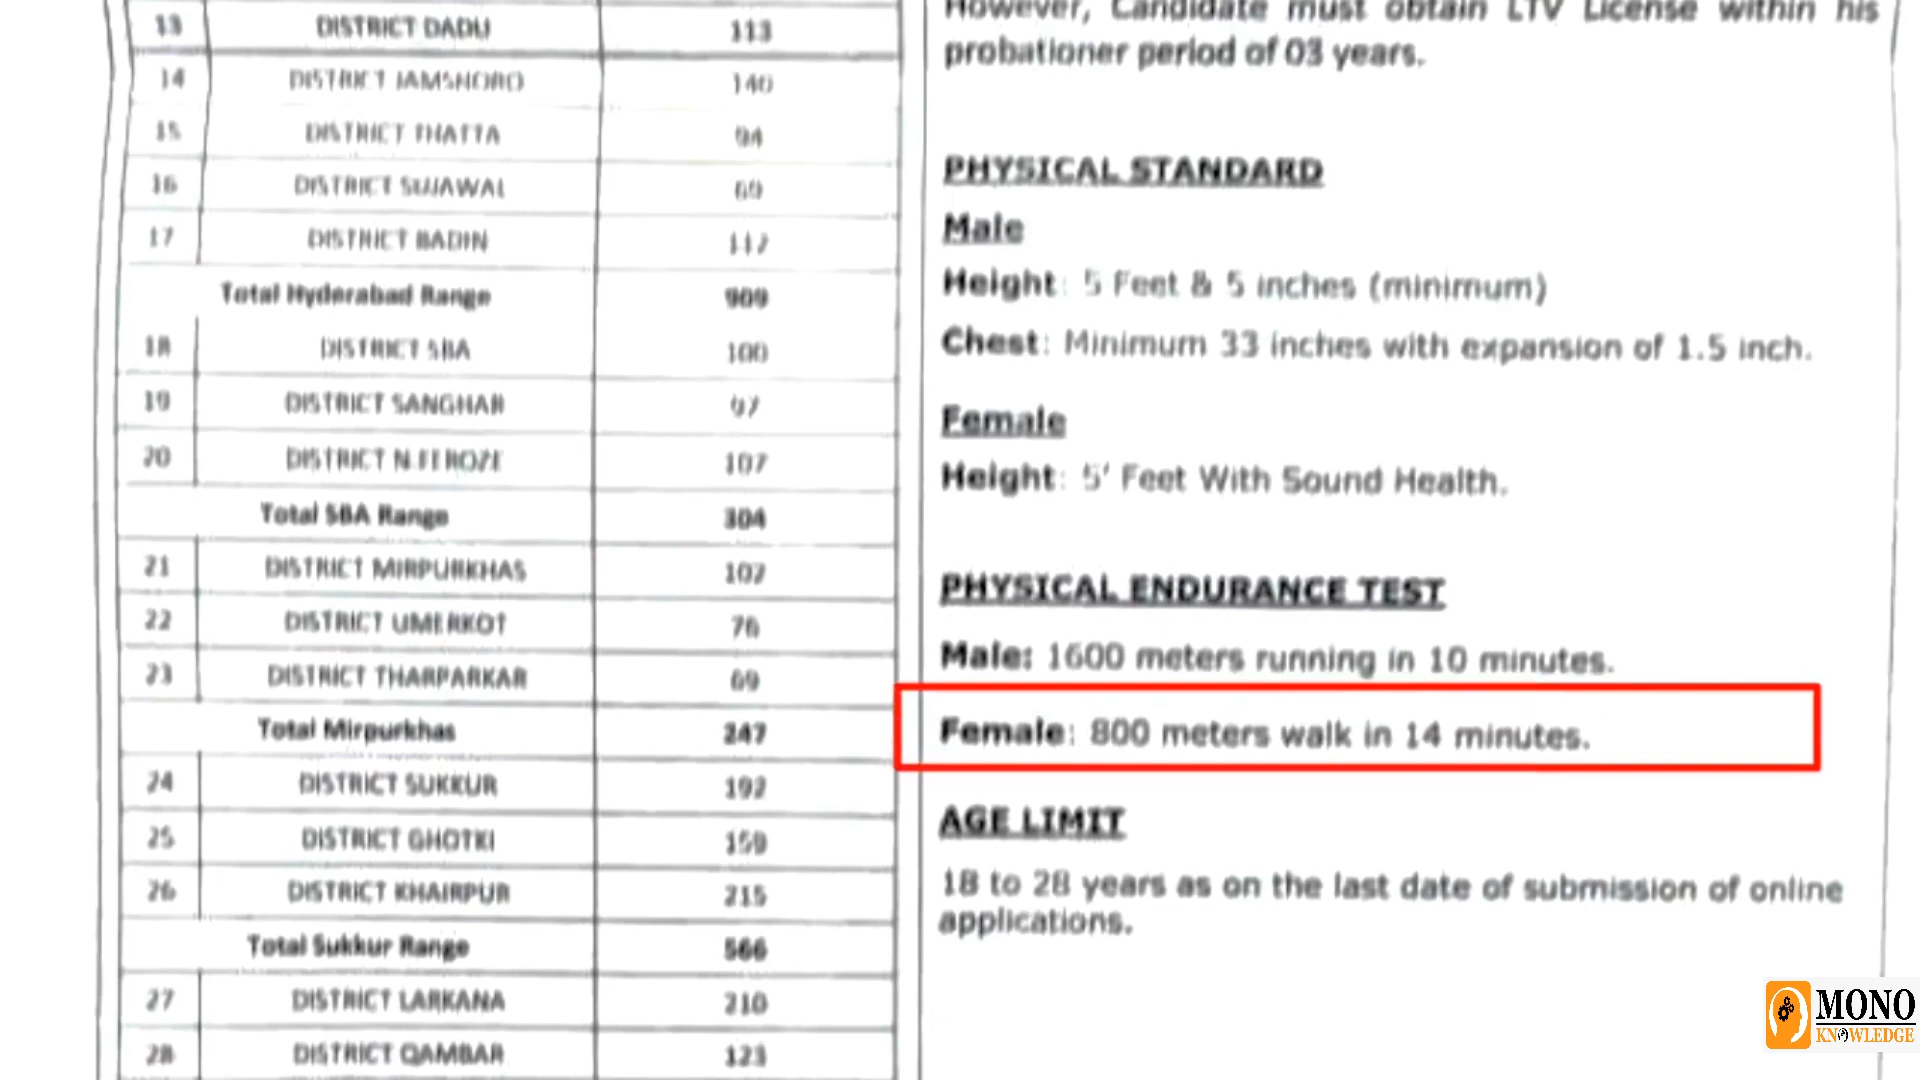 13 DISTRICT DADU 113
14 DISTRICT JAMSHORO 140
15 DISTRICT THATTA 94
16 DISTRICT SUJAWAL 69
17 DISTRICT BADIN 117
Total Hyderabad Range 909
18 DISTRICT SBA 100
19 DISTRICT SANGHAR 97
20 DISTRICT N.FEROZE 107
Total SBA Range 304
21 DISTRICT MIRPURKHAS 102
22 DISTRICT UMERKOT 76
23 DISTRICT THARPARKAR 69
Total Mirpurkhas 247
24 DISTRICT SUKKUR 192
25 DISTRICT GHOTKI 159
26 DISTRICT KHAIRPUR 215
Total Sukkur Range 566
27 DISTRICT LARKANA 210
28 DISTRICT QAMBAR 123
However, Candidate must obtain LTV License within his
probationer period of 03 years.
PHYSICAL STANDARD
Male
Height: 5 Feet & 5 inches (minimum)
Chest: Minimum 33 inches with expansion of 1.5 inch.
Female
Height: 5' Feet With Sound Health.
PHYSICAL ENDURANCE TEST
Male: 1600 meters running in 10 minutes.
Female: 800 meters walk in 14 minutes.
AGE LIMIT
18 to 28 years as on the last date of submission of online
applications.
MONO
KNOWLEDGE